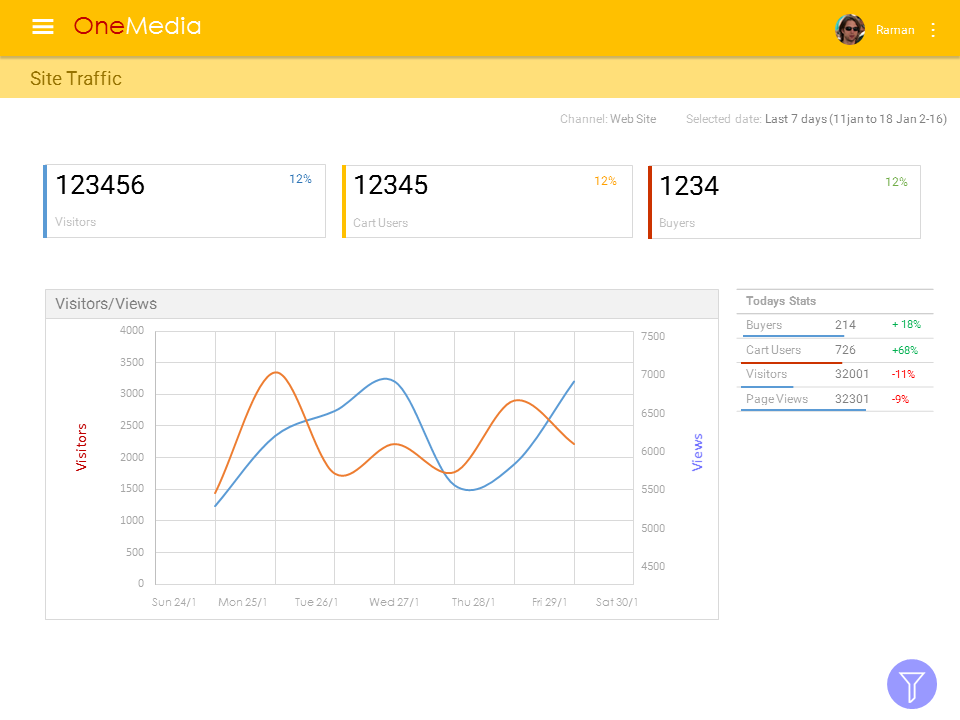 OneMedia
Raman
Site Traffic
Channel: Web Site Selected date: Last 7 days (11jan to 18 Jan 2-16)
123456 12%
Visitors
12345 12%
Cart Users
1234 12%
Buyers
Visitors/Views
4000
3500
3000
2500
2000
1500
1000
500
0
Visitors
7500
7000
6500
6000
5500
5000
4500
Views
Sun 24/1 Mon 25/1 Tue 26/1 Wed 27/1 Thu 28/1 Fri 29/1 Sat 30/1
Todays Stats
Buyers 214 + 18%
Cart Users 726 +68%
Visitors 32001 -11%
Page Views 32301 -9%